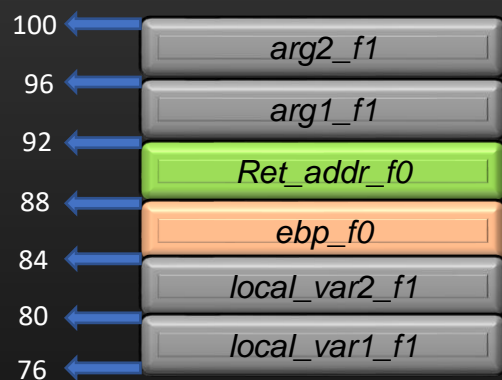 100
arg2_f1
96
arg1_f1
92
Ret_addr_f0
88
ebp_f0
84
local_var2_f1
80
local_var1_f1
76